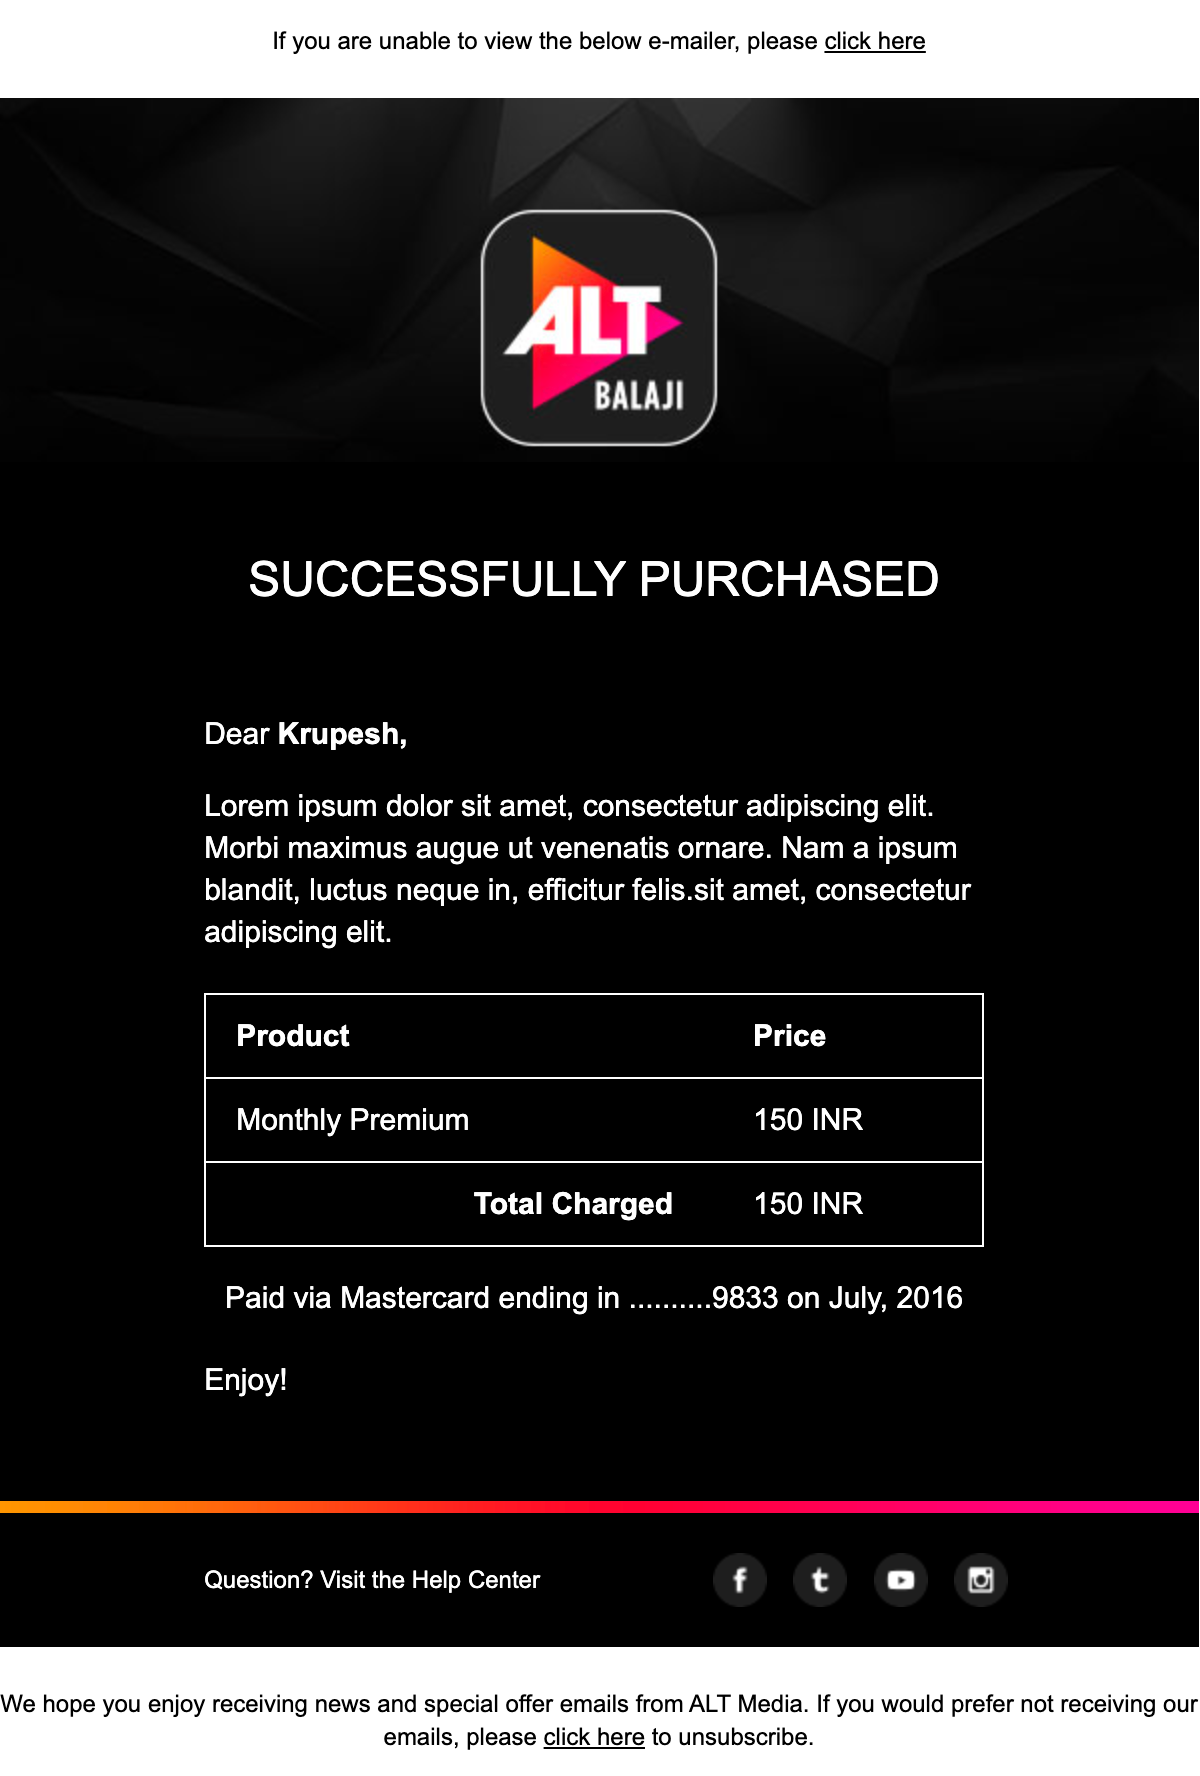 If you are unable to view the below e-mailer, please click here
ALT
BALAJI
SUCCESSFULLY PURCHASED
Dear Krupesh,
Lorem ipsum dolor sit amet, consectetur adipiscing elit.
Morbi maximus augue ut venenatis ornare. Nam a ipsum
blandit, luctus neque in, efficitur felis.sit amet, consectetur
adipiscing elit.
Product Price
Monthly Premium 150 INR
Total Charged 150 INR
Paid via Mastercard ending in ..........9833 on July, 2016
Enjoy!
Question? Visit the Help Center
We hope you enjoy receiving news and special offer emails from ALT Media. If you would prefer not receiving our
emails, please click here to unsubscribe.